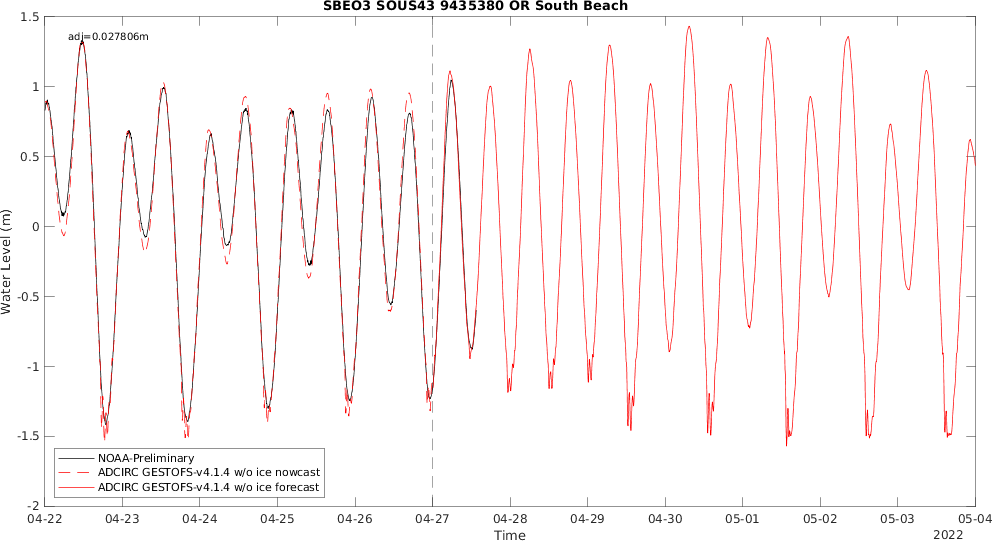 SBEO3 SOUS43 9435380 OR South Beach
adj=0.027806m
Water Level (m)
1.5
1
0.5
0
-0.5
-1
-1.5
-2
NOAA-Preliminary
ADCIRC GESTOFS-v4.1.4 w/o ice nowcast
ADCIRC GESTOFS-v4.1.4 w/o ice forecast
04-22 04-23 04-24 04-25 04-26 04-27 04-28 04-29 04-30 05-01 05-02 05-03 05-04
Time
2022